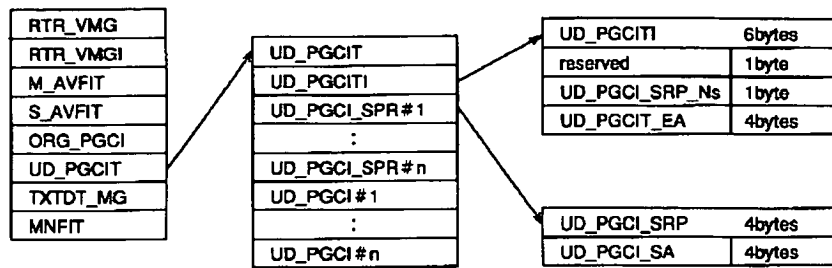 RTR_VMG
RTR_VMGI
M_AVFIT
S_AVFIT
ORG_PGCI
UD_PGCIT
TXTDT_MG
MNFIT
UD_PGCIT
UD_PGCITI
UD_PGCI_SPR#1
:
UD_PGCI_SPR#n
UD_PGCI#1
:
UD_PGCI#n
UD_PGCITI 6bytes
reserved 1byte
UD_PGCI_SRP_Ns 1byte
UD_PGCIT_EA 4bytes
UD_PGCI_SRP 4bytes
UD_PGCI_SA 4bytes